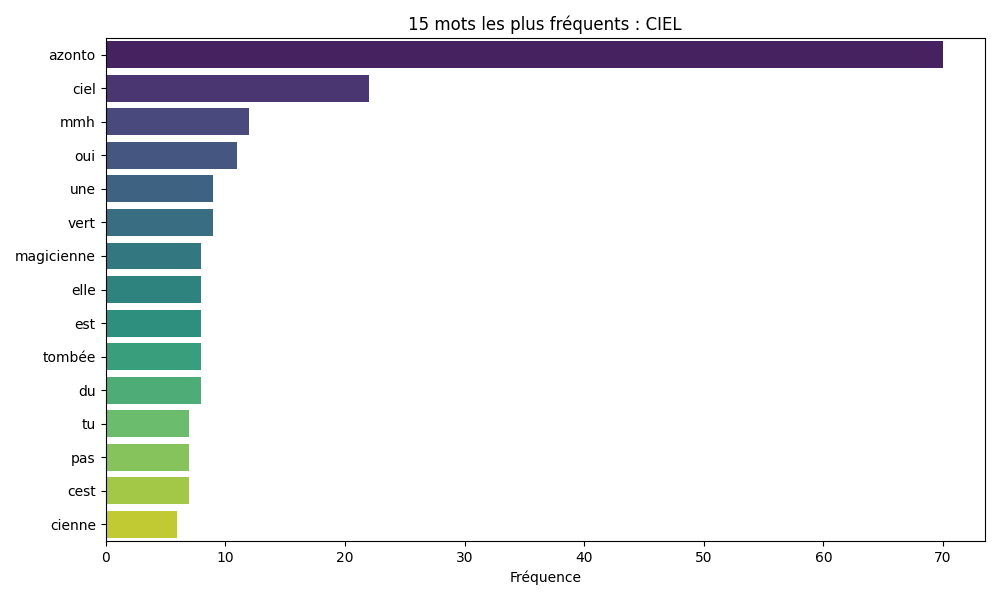 15 mots les plus fréquents : CIEL
azonto
ciel
mmh
oui
une
vert
magicienne
elle
est
tombée
du
tu
pas
cest
cienne
0 10 20 30 40 50 60 70
Fréquence